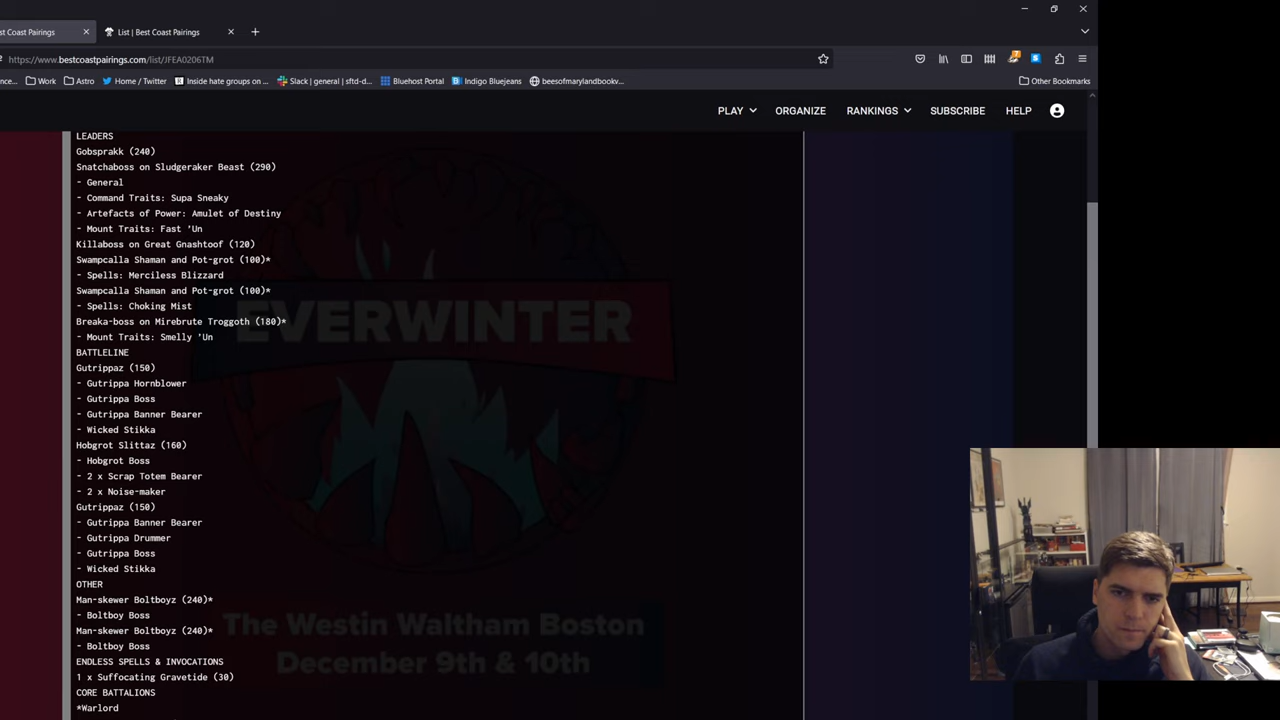 st Coast Pairings
List | Best Coast Pairings
https://www.bestcoastpairings.com/list/JFEA0206TM
nce...
Work
Astro
Home / Twitter
Inside hate groups on ...
Slack | general | sftd-d...
Bluehost Portal
Indigo Bluejeans
beesofmarylandbookv...
Other Bookmarks
PLAY
ORGANIZE
RANKINGS
SUBSCRIBE
HELP
LEADERS
Gobsprakk (240)
Snatchaboss on Sludgeraker Beast (290)
- General
- Command Traits: Supa Sneaky
- Artefacts of Power: Amulet of Destiny
- Mount Traits: Fast 'Un
Killaboss on Great Gnashtoof (120)
Swampcalla Shaman and Pot-grot (100)*
- Spells: Merciless Blizzard
Swampcalla Shaman and Pot-grot (100)*
- Spells: Choking Mist
Breaka-boss on Mirebrute Troggoth (180)*
- Mount Traits: Smelly 'Un
BATTLELINE
Gutrippaz (150)
- Gutrippa Hornblower
- Gutrippa Boss
- Gutrippa Banner Bearer
- Wicked Stikka
Hobgrot Slittaz (160)
- Hobgrot Boss
- 2 x Scrap Totem Bearer
- 2 x Noise-maker
Gutrippaz (150)
- Gutrippa Banner Bearer
- Gutrippa Drummer
- Gutrippa Boss
- Wicked Stikka
OTHER
Man-skewer Boltboyz (240)*
- Boltboy Boss
Man-skewer Boltboyz (240)*
- Boltboy Boss
ENDLESS SPELLS & INVOCATIONS
1 x Suffocating Gravetide (30)
CORE BATTALIONS
*Warlord
EVERWINTER
The Westin Waltham Boston
December 9th & 10th